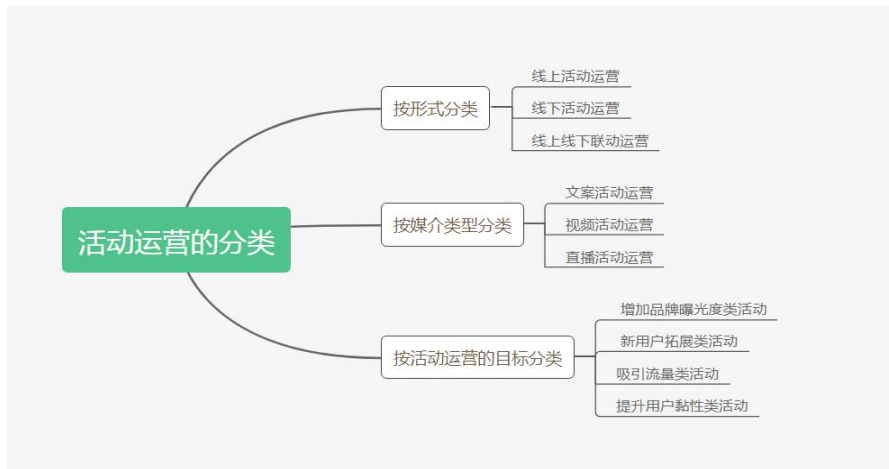 活动运营的分类
按形式分类
线上活动运营
线下活动运营
线上线下联动运营
按媒介类型分类
文案活动运营
视频活动运营
直播活动运营
按活动运营的目标分类
增加品牌曝光度类活动
新用户拓展类活动
吸引流量类活动
提升用户黏性类活动